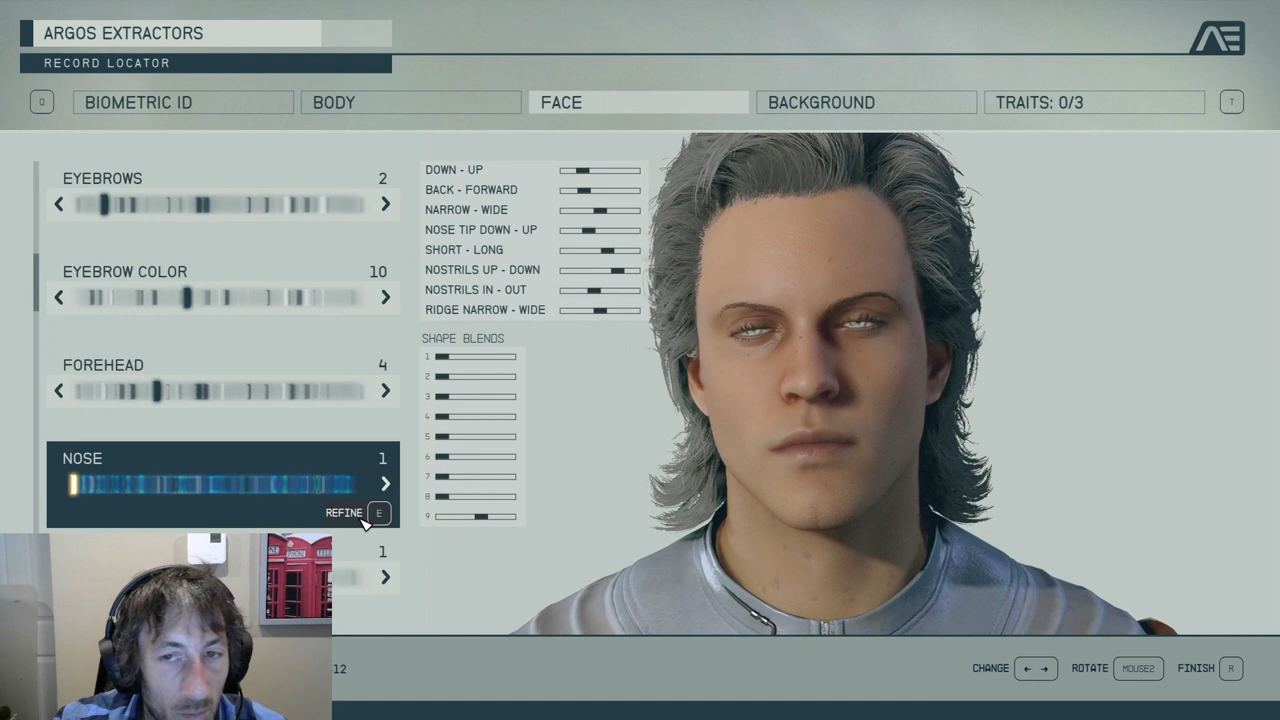 ARGOS EXTRACTORS
RECORD LOCATOR
Q
BIOMETRIC ID
BODY
FACE
BACKGROUND
TRAITS: 0/3
T
EYEBROWS 2
EYEBROW COLOR 10
FOREHEAD 4
NOSE 1
REFINE E
1
DOWN - UP
BACK - FORWARD
NARROW - WIDE
NOSE TIP DOWN - UP
SHORT - LONG
NOSTRILS UP - DOWN
NOSTRILS IN - OUT
RIDGE NARROW - WIDE
SHAPE BLENDS
1
2
3
4
5
6
7
8
9
AE
12
CHANGE
ROTATE MOUSE2
FINISH R